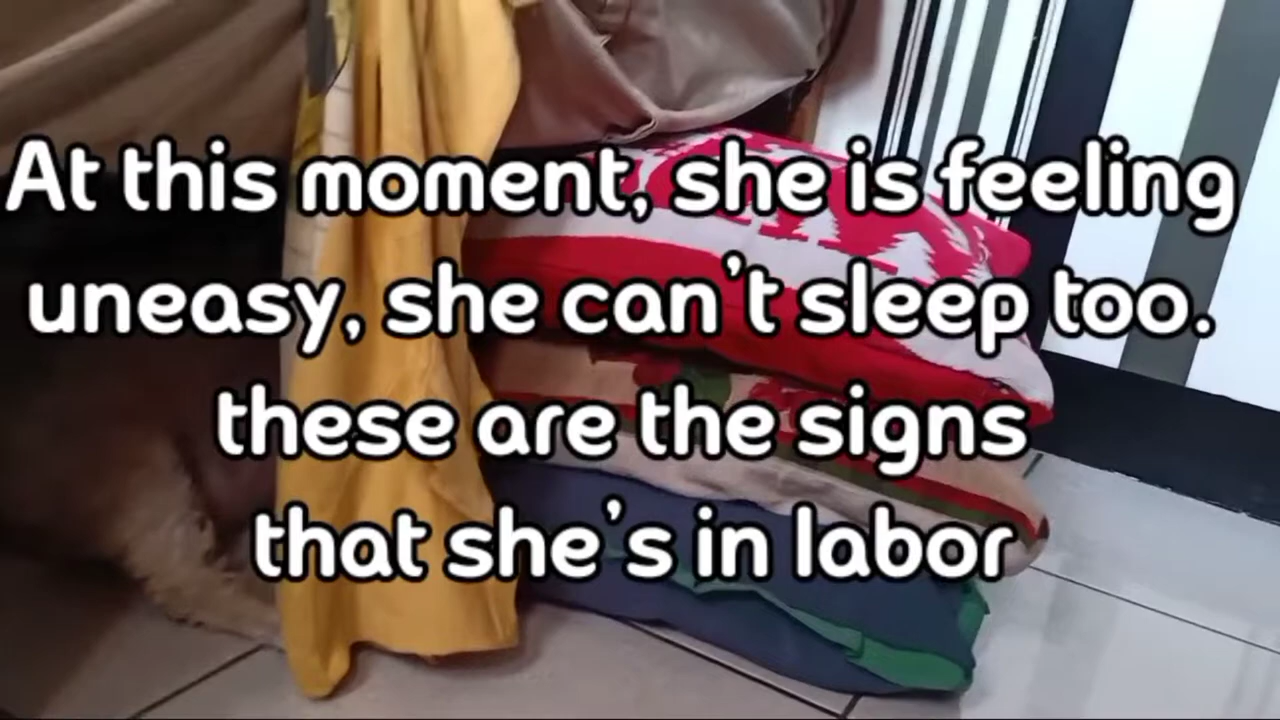 At this moment, she is feeling
uneasy, she can't sleep too.
these are the signs
that she's in labor